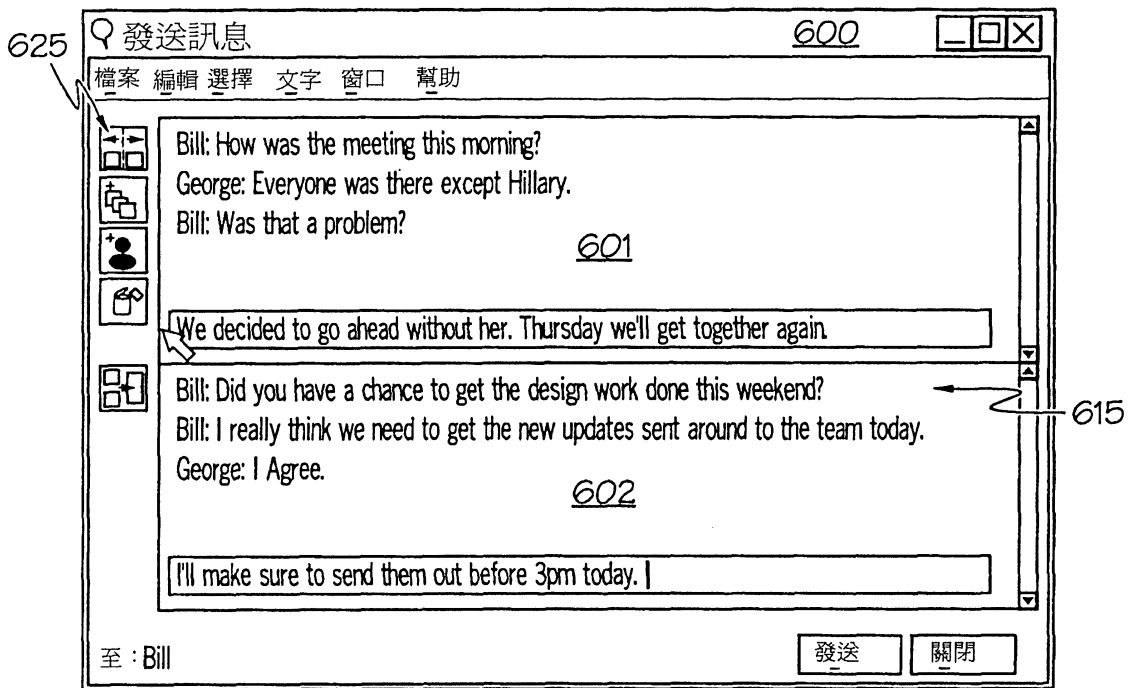 發送訊息 600
625
檔案 編輯 選擇 文字 窗口 幫助
Bill: How was the meeting this morning?
George: Everyone was there except Hillary.
Bill: Was that a problem?
601
We decided to go ahead without her. Thursday we'll get together again.
Bill: Did you have a chance to get the design work done this weekend?
615
Bill: I really think we need to get the new updates sent around to the team today.
George: I Agree.
602
I'll make sure to send them out before 3pm today.
至：Bill 發送 關閉